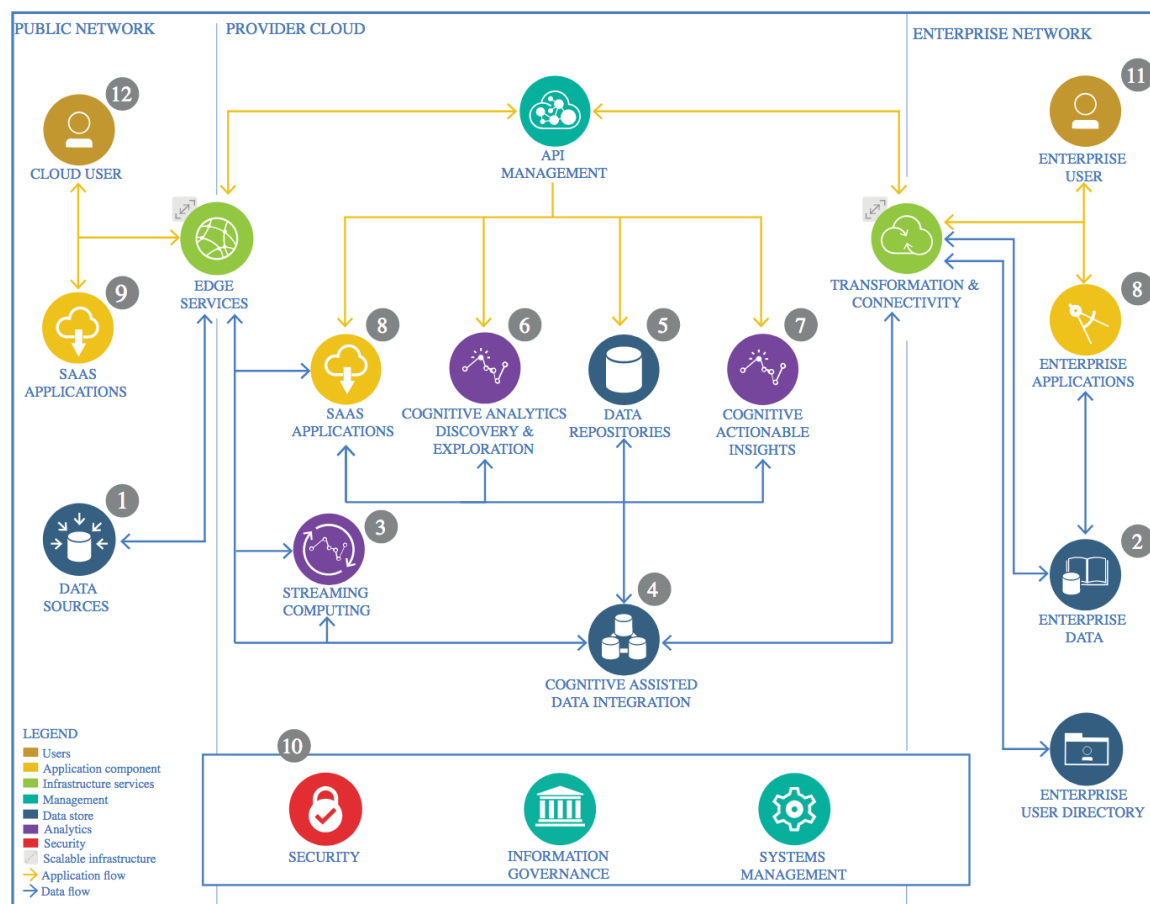 PUBLIC NETWORK
PROVIDER CLOUD
ENTERPRISE NETWORK
12
CLOUD USER
API
MANAGEMENT
11
ENTERPRISE
USER
EDGE
SERVICES
TRANSFORMATION &
CONNECTIVITY
9
SAAS
APPLICATIONS
8
SAAS
APPLICATIONS
6
COGNITIVE ANALYTICS
DISCOVERY &
EXPLORATION
5
DATA
REPOSITORIES
7
COGNITIVE
ACTIONABLE
INSIGHTS
8
ENTERPRISE
APPLICATIONS
1
DATA
SOURCES
3
STREAMING
COMPUTING
4
COGNITIVE ASSISTED
DATA INTEGRATION
2
ENTERPRISE
DATA
ENTERPRISE
USER DIRECTORY
LEGEND
Users
Application component
Infrastructure services
Management
Data store
Analytics
Security
Scalable infrastructure
Application flow
Data flow
10
SECURITY
INFORMATION
GOVERNANCE
SYSTEMS
MANAGEMENT